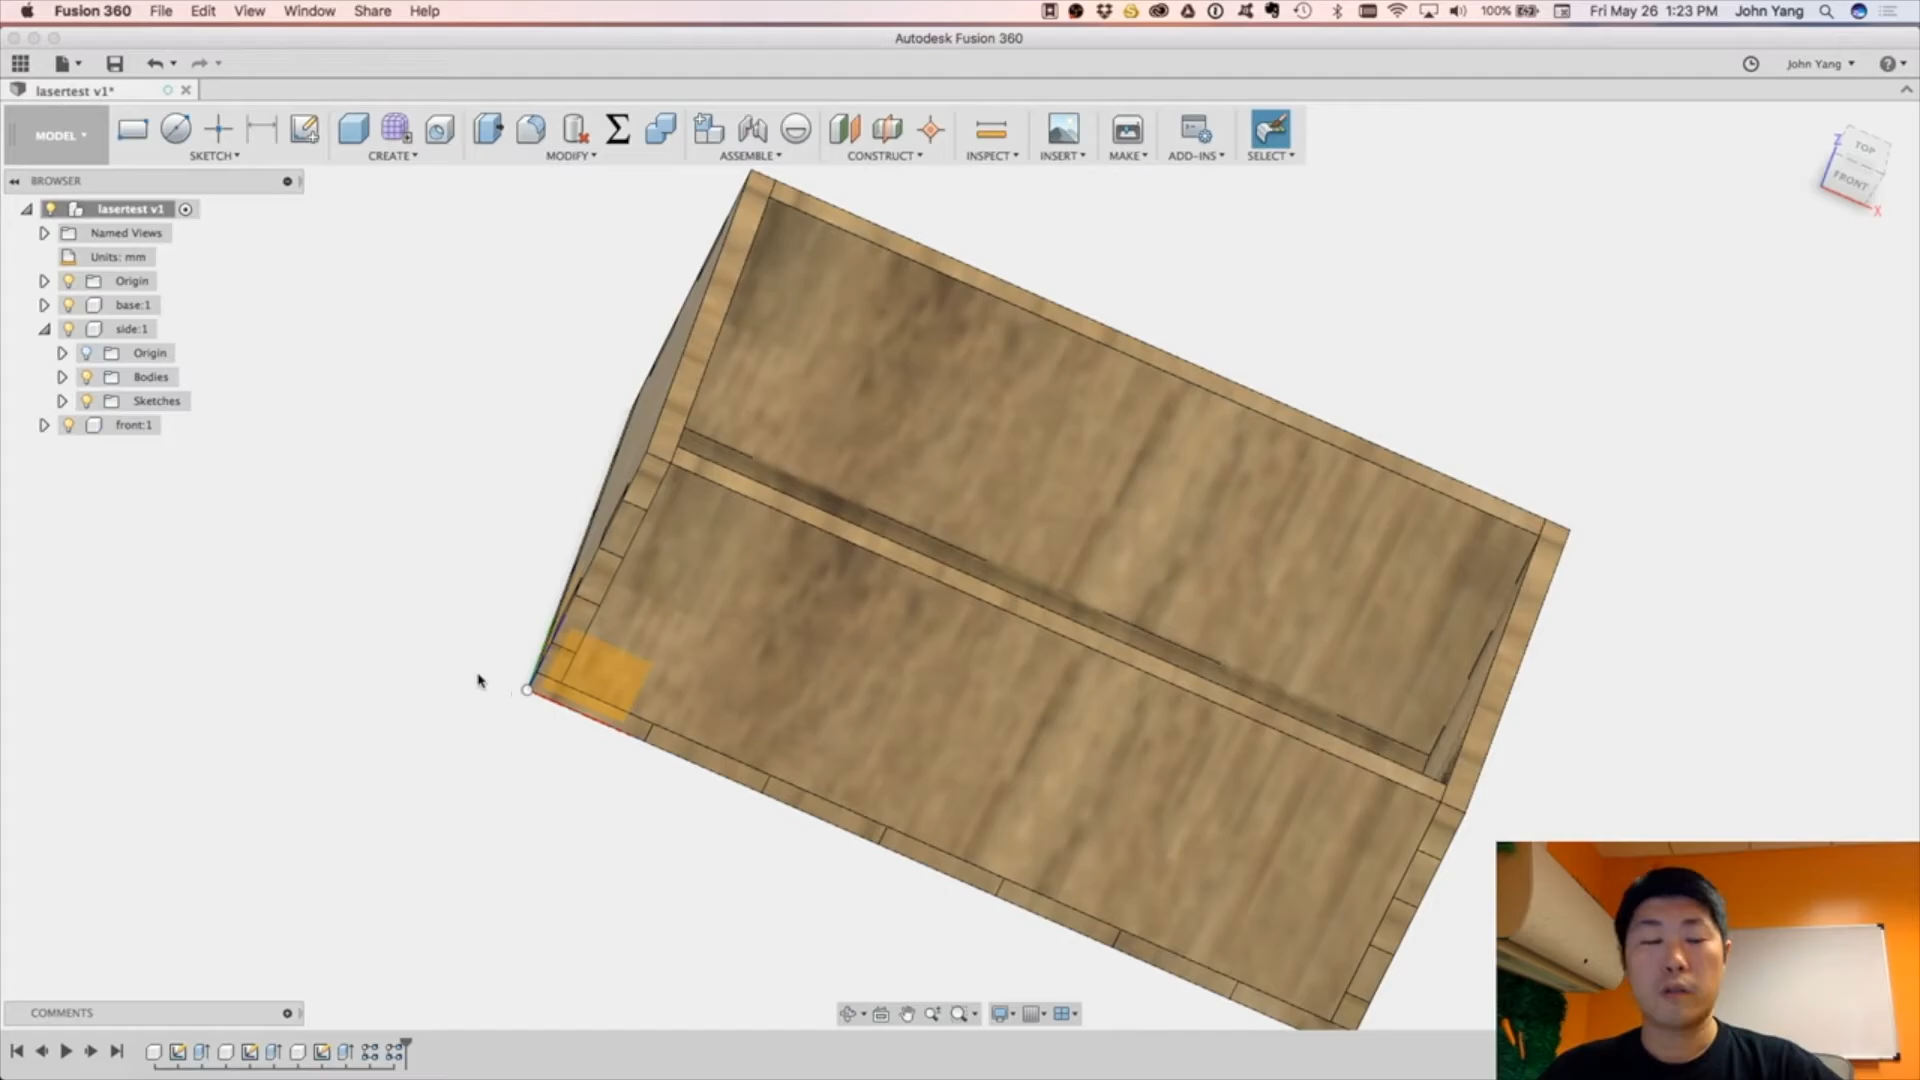 Fusion 360 File Edit View Window Share Help 100% Fri May 26 1:23 PM John Yang
Autodesk Fusion 360
John Yang
lasertest v1*
MODEL
SKETCH CREATE MODIFY ASSEMBLE CONSTRUCT INSPECT INSERT MAKE ADD-INS SELECT
BROWSER
lasertest v1
Named Views
Units: mm
Origin
base:1
side:1
Origin
Bodies
Sketches
front:1
Z
TOP
FRONT
X
COMMENTS